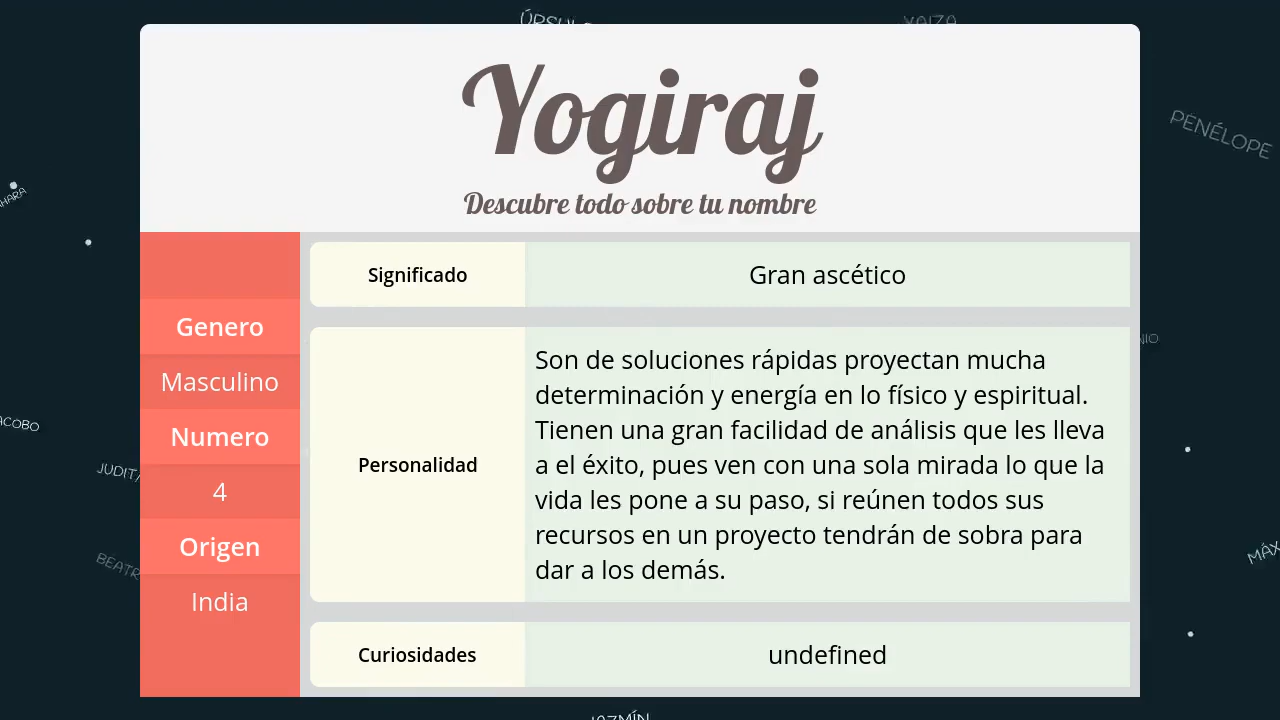 YAIZA
PENÉLOPE
Yogiraj
Descubre todo sobre tu nombre
Significado
Gran ascético
Genero
Masculino
Numero
4
Origen
India
Personalidad
Son de soluciones rápidas proyectan mucha
determinación y energía en lo físico y espiritual.
Tienen una gran facilidad de análisis que les lleva
a el éxito, pues ven con una sola mirada lo que la
vida les pone a su paso, si reúnen todos sus
recursos en un proyecto tendrán de sobra para
dar a los demás.
Curiosidades
undefined